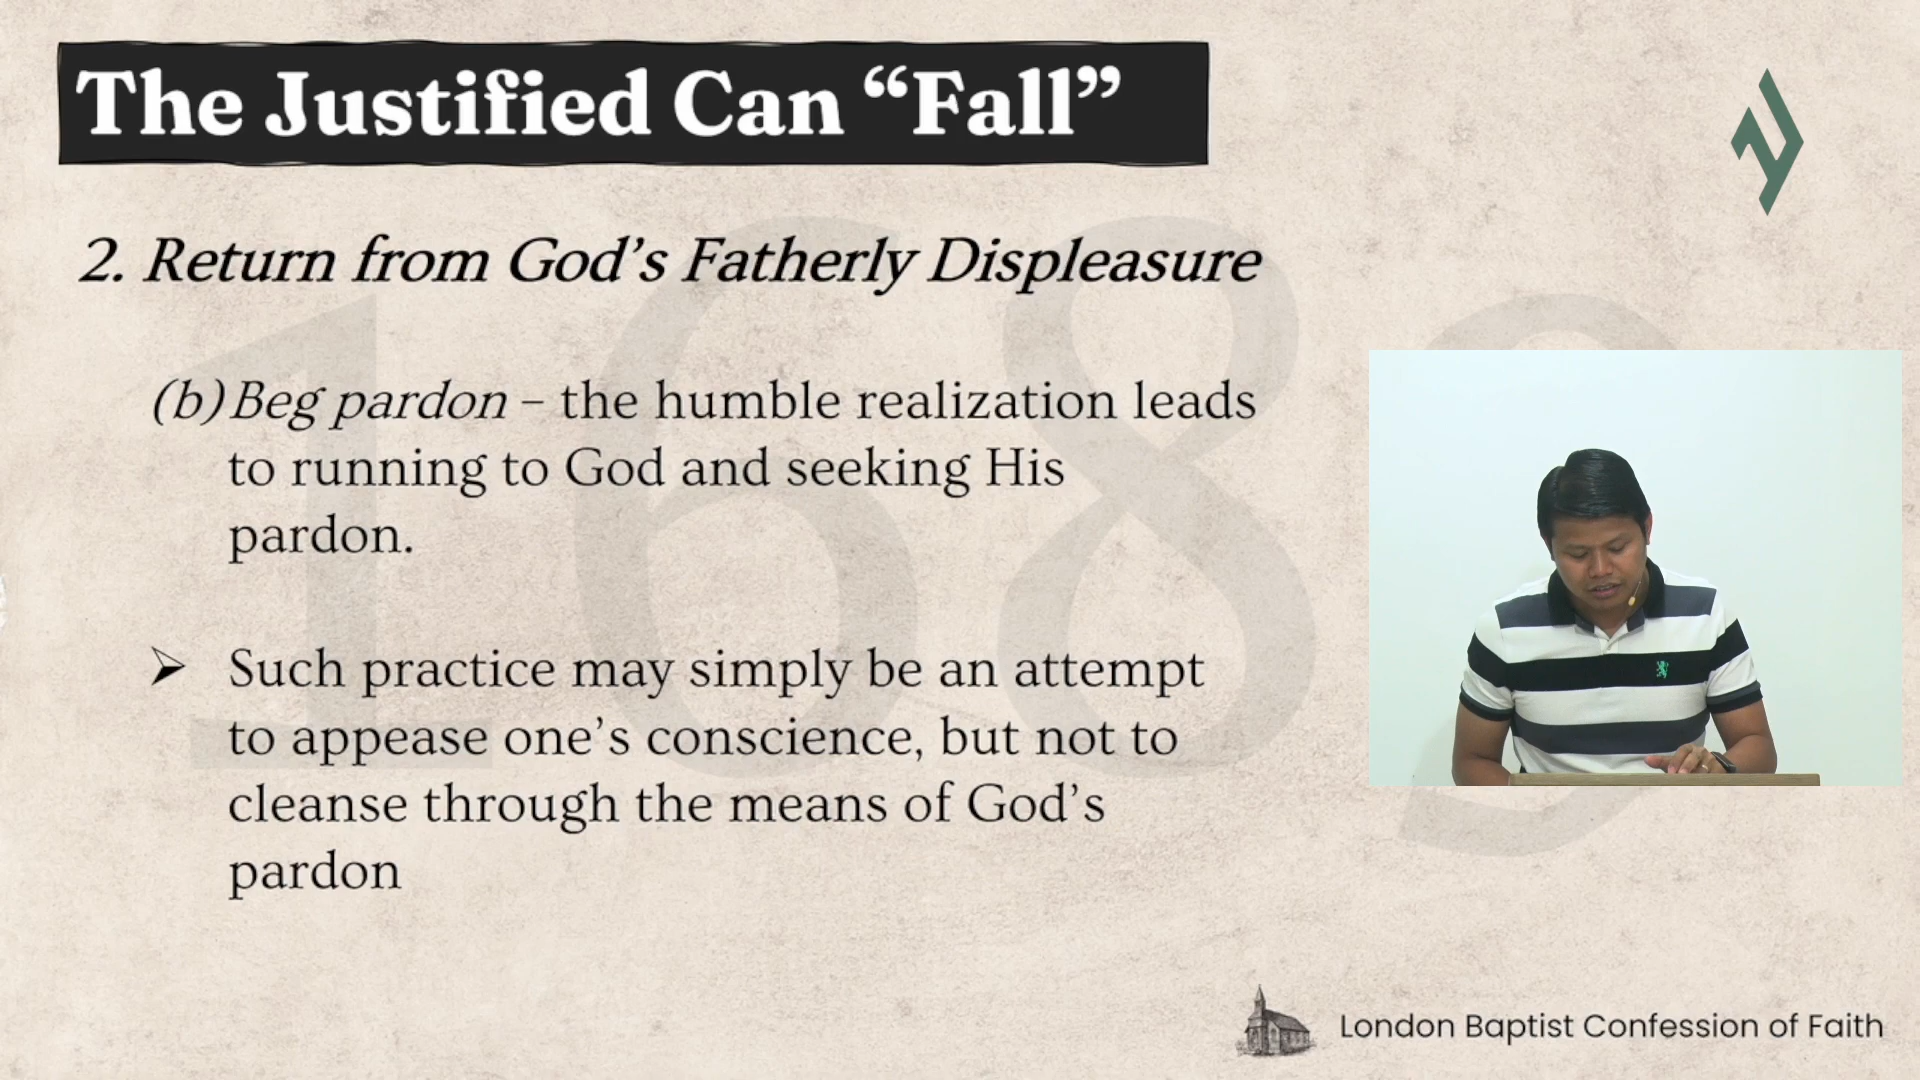 The Justified Can “Fall”
2. Return from God’s Fatherly Displeasure
(b) Beg pardon – the humble realization leads
to running to God and seeking His
pardon.
➢ Such practice may simply be an attempt
to appease one’s conscience, but not to
cleanse through the means of God’s
pardon
1689
London Baptist Confession of Faith